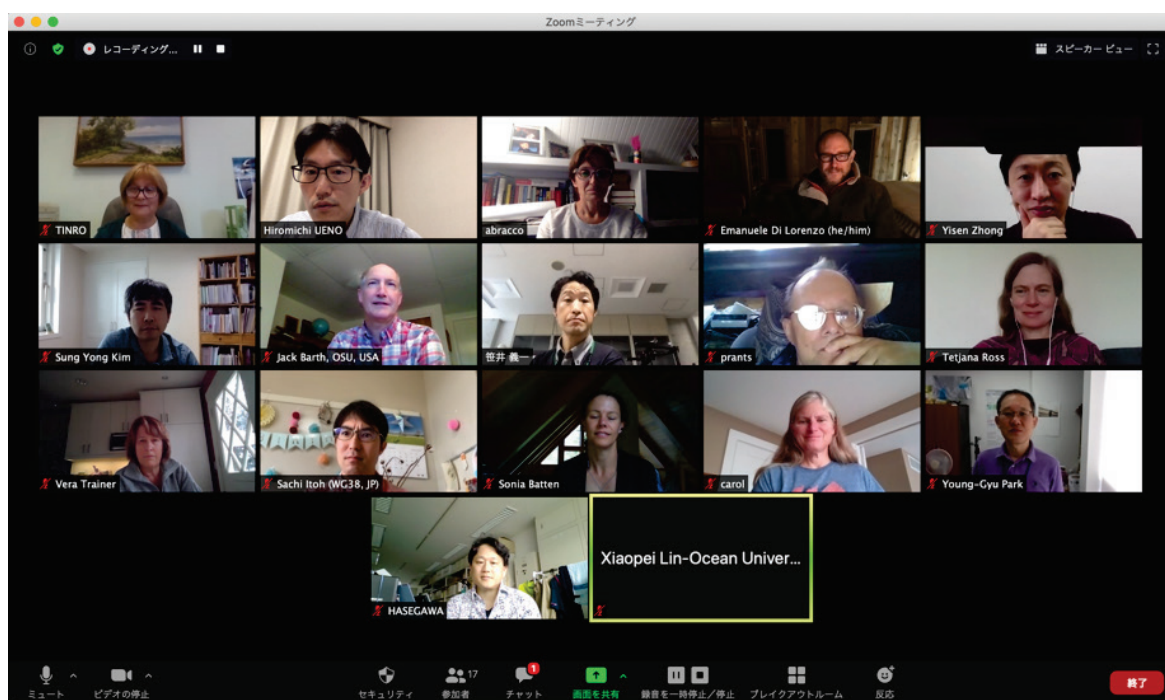 Zoomミーティング
レコーディング...
スピーカー ビュー
TINRO
Hiromichi UENO
abracco
Emanuele Di Lorenzo (he/him)
Yisen Zhong
Sung Yong Kim
Jack Barth, OSU, USA
笹井 義一
prants
Tetjana Ross
Vera Trainer
Sachi Itoh (WG38, JP)
Sonia Batten
carol
Young-Gyu Park
HASEGAWA
Xiaopei Lin-Ocean Univer...
17
1
ミュート
ビデオの停止
セキュリティ
参加者
チャット
画面を共有
録音を一時停止/停止
ブレイクアウトルーム
反応
終了